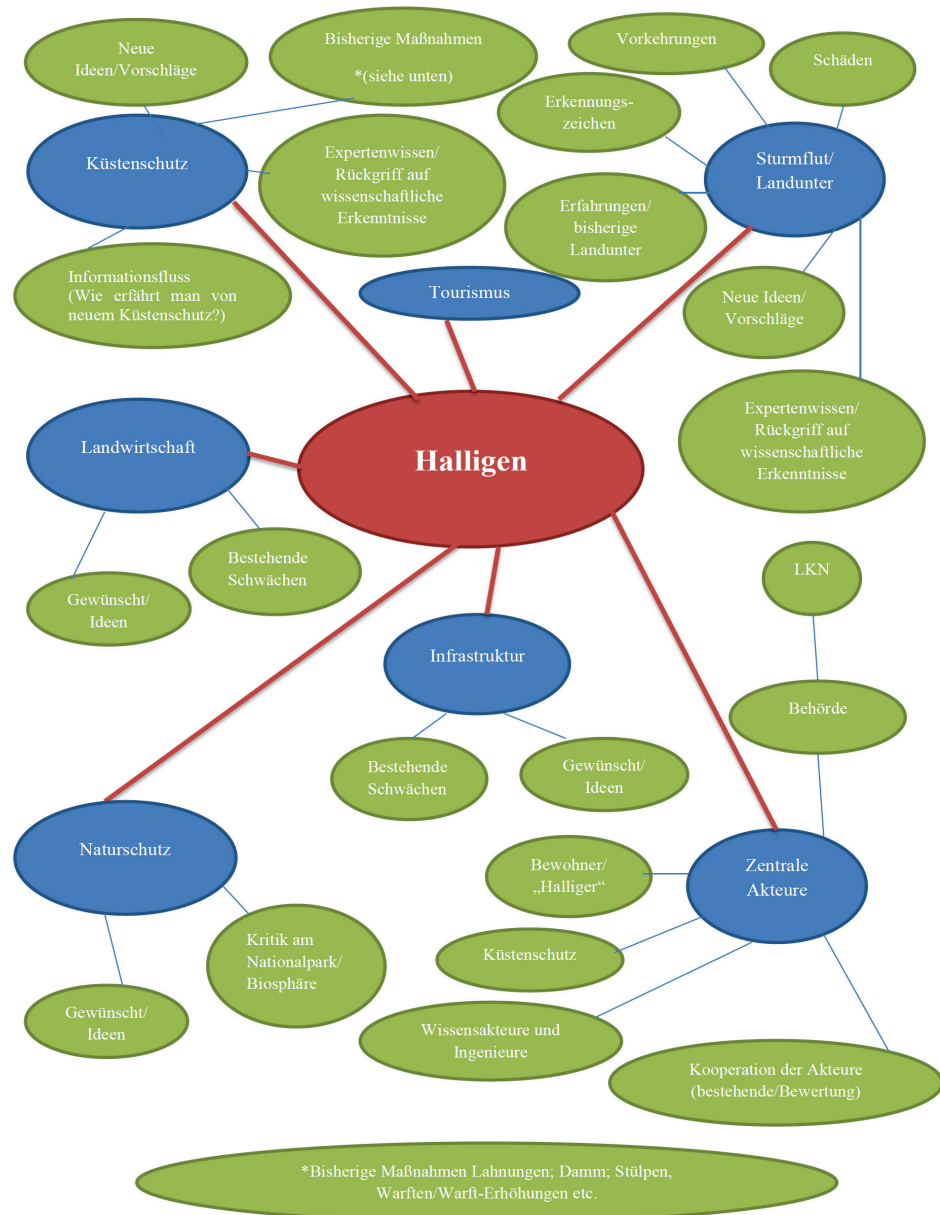 Neue
Ideen/Vorschläge
Bisherige Maßnahmen
*(siehe unten)
Vorkehrungen
Schäden
Erkennungs-
zeichen
Küstenschutz
Expertenwissen/
Rückgriff auf
wissenschaftliche
Erkenntnisse
Sturmflut/
Landunter
Erfahrungen/
bisherige
Landunter
Informationsfluss
(Wie erfährt man von
neuem Küstenschutz?)
Tourismus
Neue Ideen/
Vorschläge
Landwirtschaft
Halligen
Expertenwissen/
Rückgriff auf
wissenschaftliche
Erkenntnisse
Bestehende
Schwächen
Gewünscht/
Ideen
LKN
Infrastruktur
Behörde
Bestehende
Schwächen
Gewünscht/
Ideen
Naturschutz
Bewohner/
„Halliger“
Zentrale
Akteure
Kritik am
Nationalpark/
Biosphäre
Küstenschutz
Gewünscht/
Ideen
Wissensakteure und
Ingenieure
Kooperation der Akteure
(bestehende/Bewertung)
*Bisherige Maßnahmen Lahnungen; Damm; Stülpen,
Warften/Warft-Erhöhungen etc.